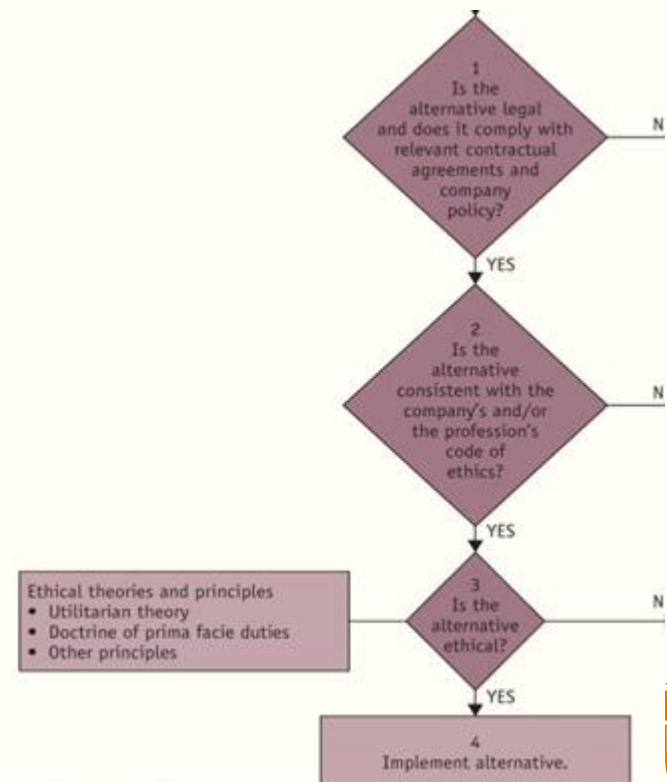 1
Is the
alternative legal
and does it comply with
relevant contractual
agreements and
company
policy?
N
YES
2
Is the
alternative
consistent with the
company's and/or
the profession's
code of
ethics?
N
YES
Ethical theories and principles
• Utilitarian theory
• Doctrine of prima facie duties
• Other principles
3
Is the
alternative
ethical?
N
YES
4
Implement alternative.